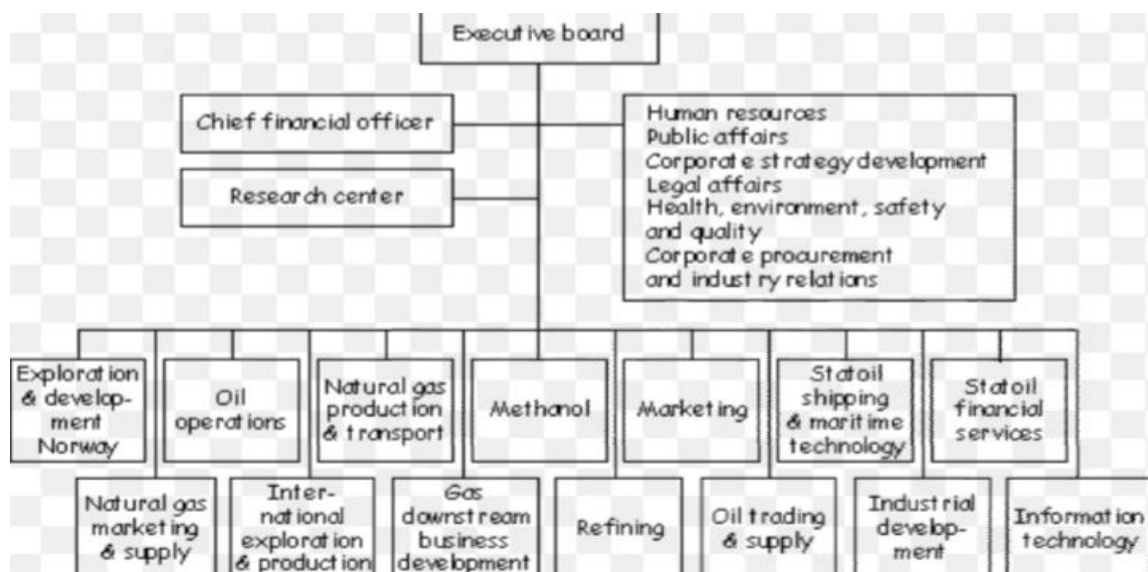 Executive board
Chief financial officer
Research center
Human resources
Public affairs
Corporate strategy development
Legal affairs
Health, environment, safety
and quality
Corporate procurement
and industry relations
Exploration
& develop-
ment
Norway
Oil
operations
Natural gas
production
& transport
Methanol
Marketing
Statoil
shipping
& maritime
technology
Statoil
financial
services
Natural gas
marketing
& supply
Inter-
national
exploration
& production
Gas
downstream
business
development
Refining
Oil trading
& supply
Industrial
develop-
ment
Information
technology